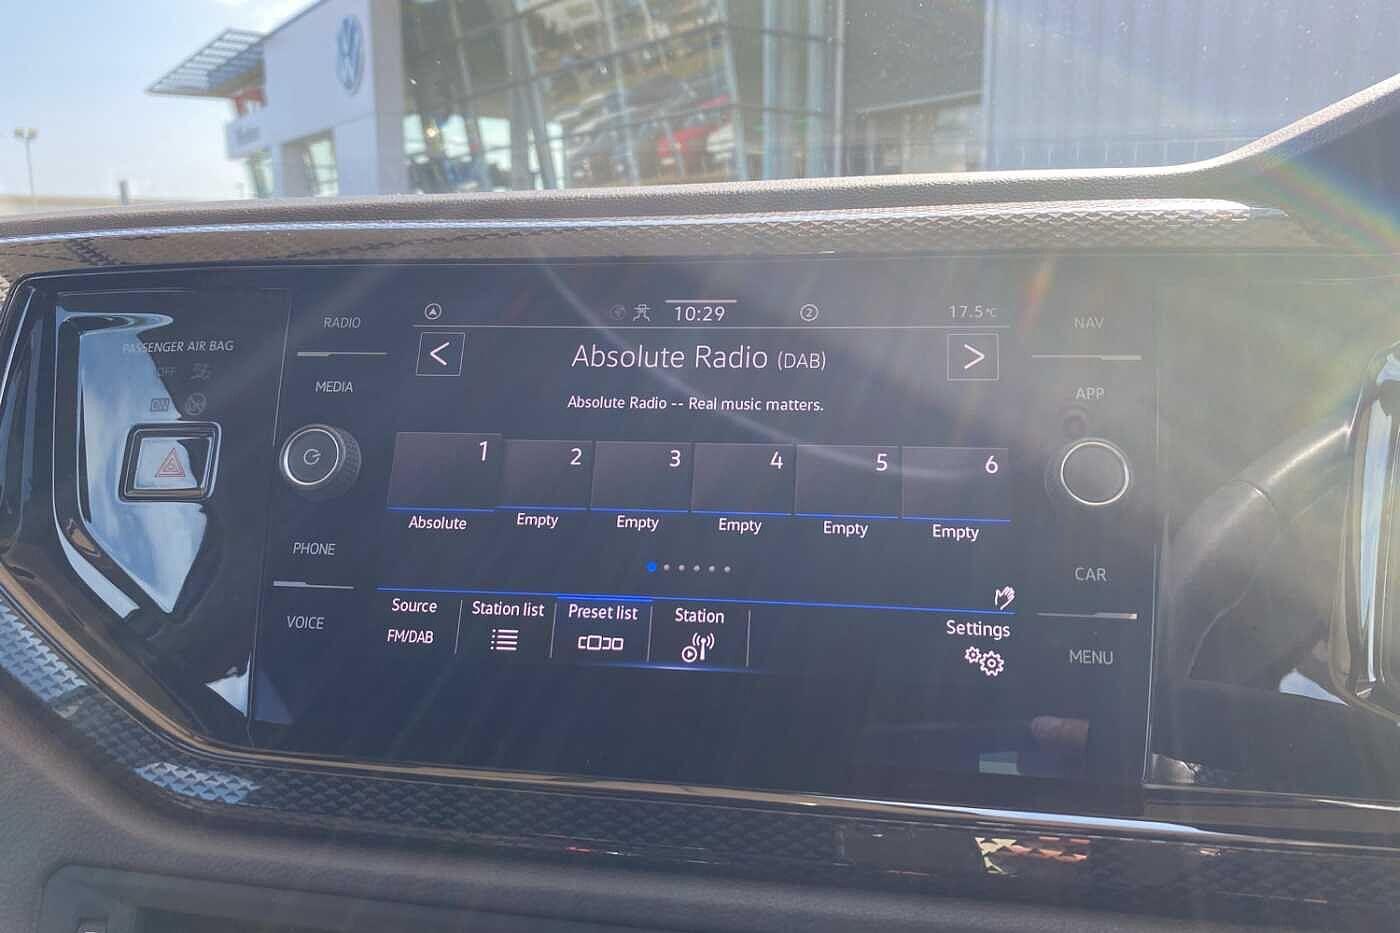 PASSENGER AIR BAG
OFF
ON
RADIO
MEDIA
PHONE
VOICE
10:29
2
17.5°C
<
Absolute Radio (DAB)
>
Absolute Radio -- Real music matters.
1 2 3 4 5 6
Absolute Empty Empty Empty Empty Empty
Source Station list Preset list Station Settings
FM/DAB
NAV
APP
CAR
MENU